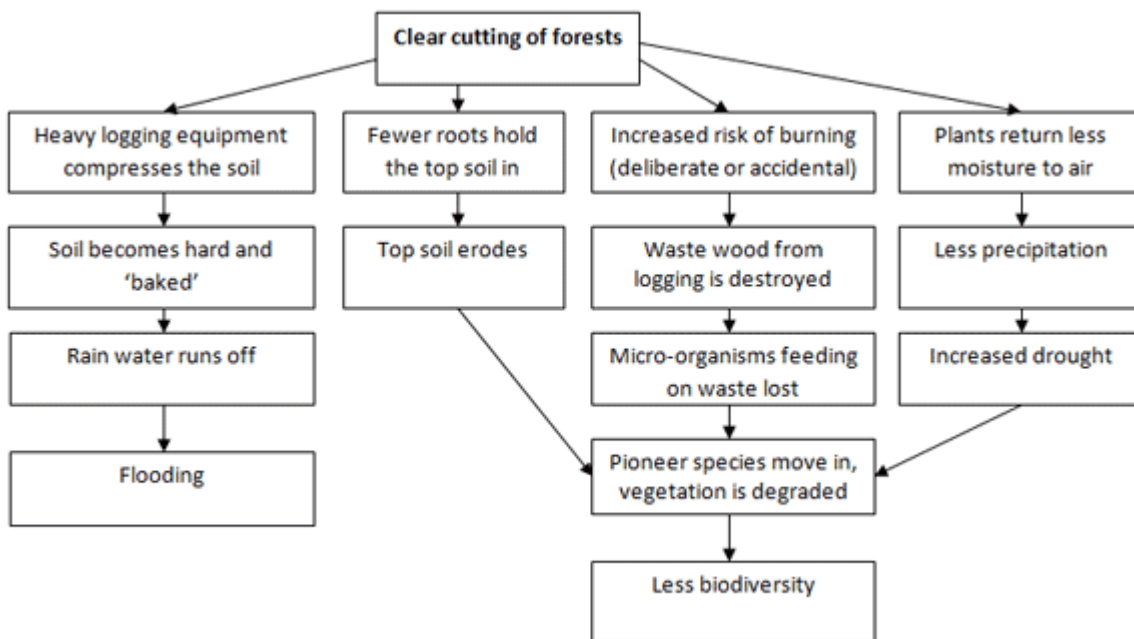 Clear cutting of forests
Heavy logging equipment
compresses the soil
Fewer roots hold
the top soil in
Increased risk of burning
(deliberate or accidental)
Plants return less
moisture to air
Soil becomes hard and
‘baked’
Top soil erodes
Waste wood from
logging is destroyed
Less precipitation
Rain water runs off
Micro-organisms feeding
on waste lost
Increased drought
Flooding
Pioneer species move in,
vegetation is degraded
Less biodiversity